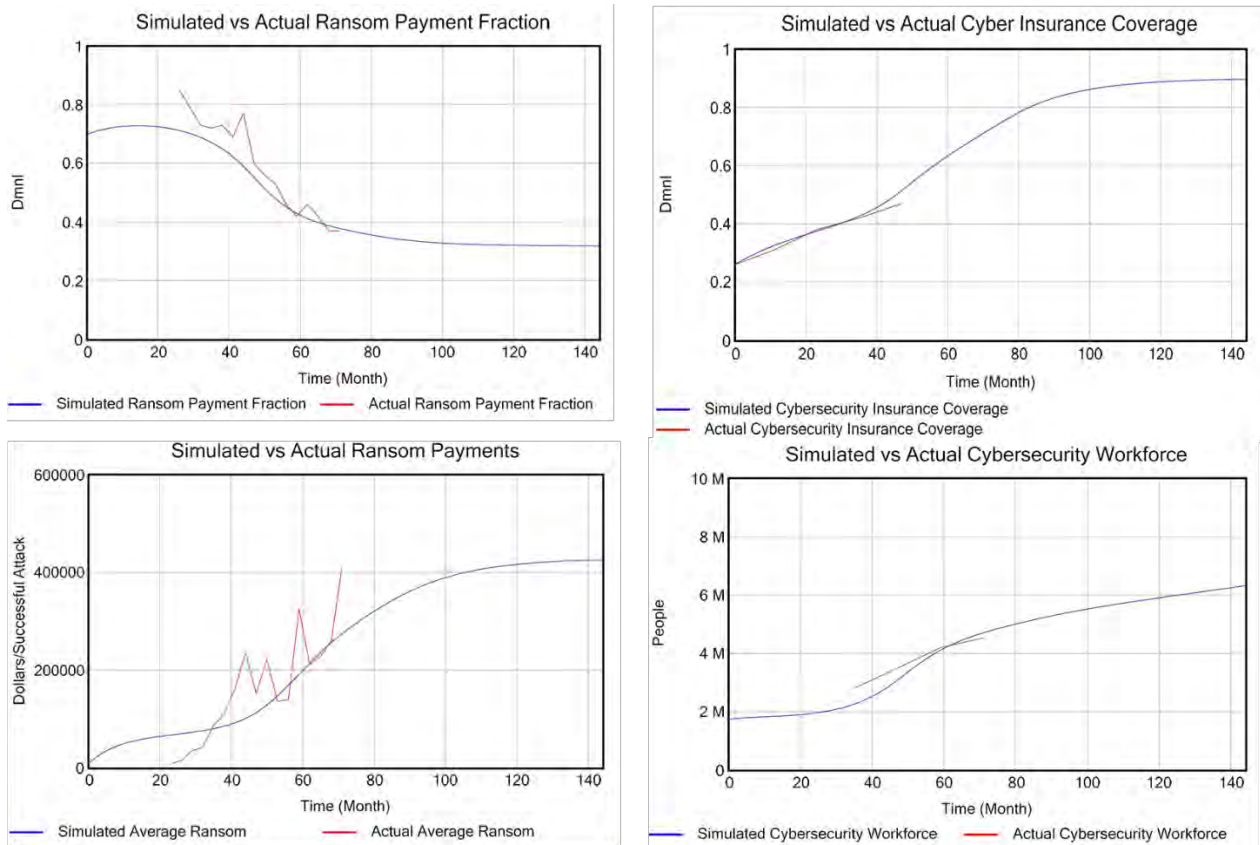 Simulated vs Actual Ransom Payment Fraction
1
0.8
0.6
0.4
0.2
0
Dmnl
0 20 40 60 80 100 120 140
Time (Month)
Simulated Ransom Payment Fraction Actual Ransom Payment Fraction
Simulated vs Actual Cyber Insurance Coverage
1
0.8
0.6
0.4
0.2
0
Dmnl
0 20 40 60 80 100 120 140
Time (Month)
Simulated Cybersecurity Insurance Coverage
Actual Cybersecurity Insurance Coverage
Simulated vs Actual Ransom Payments
600000
400000
200000
0
Dollars/Successful Attack
0 20 40 60 80 100 120 140
Time (Month)
Simulated Average Ransom Actual Average Ransom
Simulated vs Actual Cybersecurity Workforce
10 M
8 M
6 M
4 M
2 M
0
People
0 20 40 60 80 100 120 140
Time (Month)
Simulated Cybersecurity Workforce Actual Cybersecurity Workforce